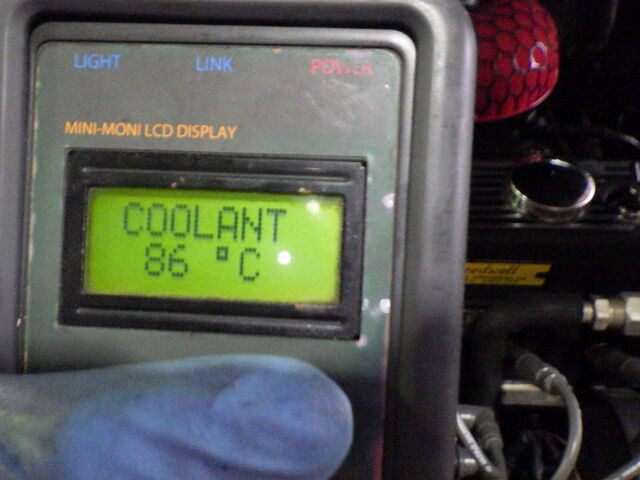 LIGHT LINK POWER
MINI-MONI LCD DISPLAY
COOLANT
86 °C